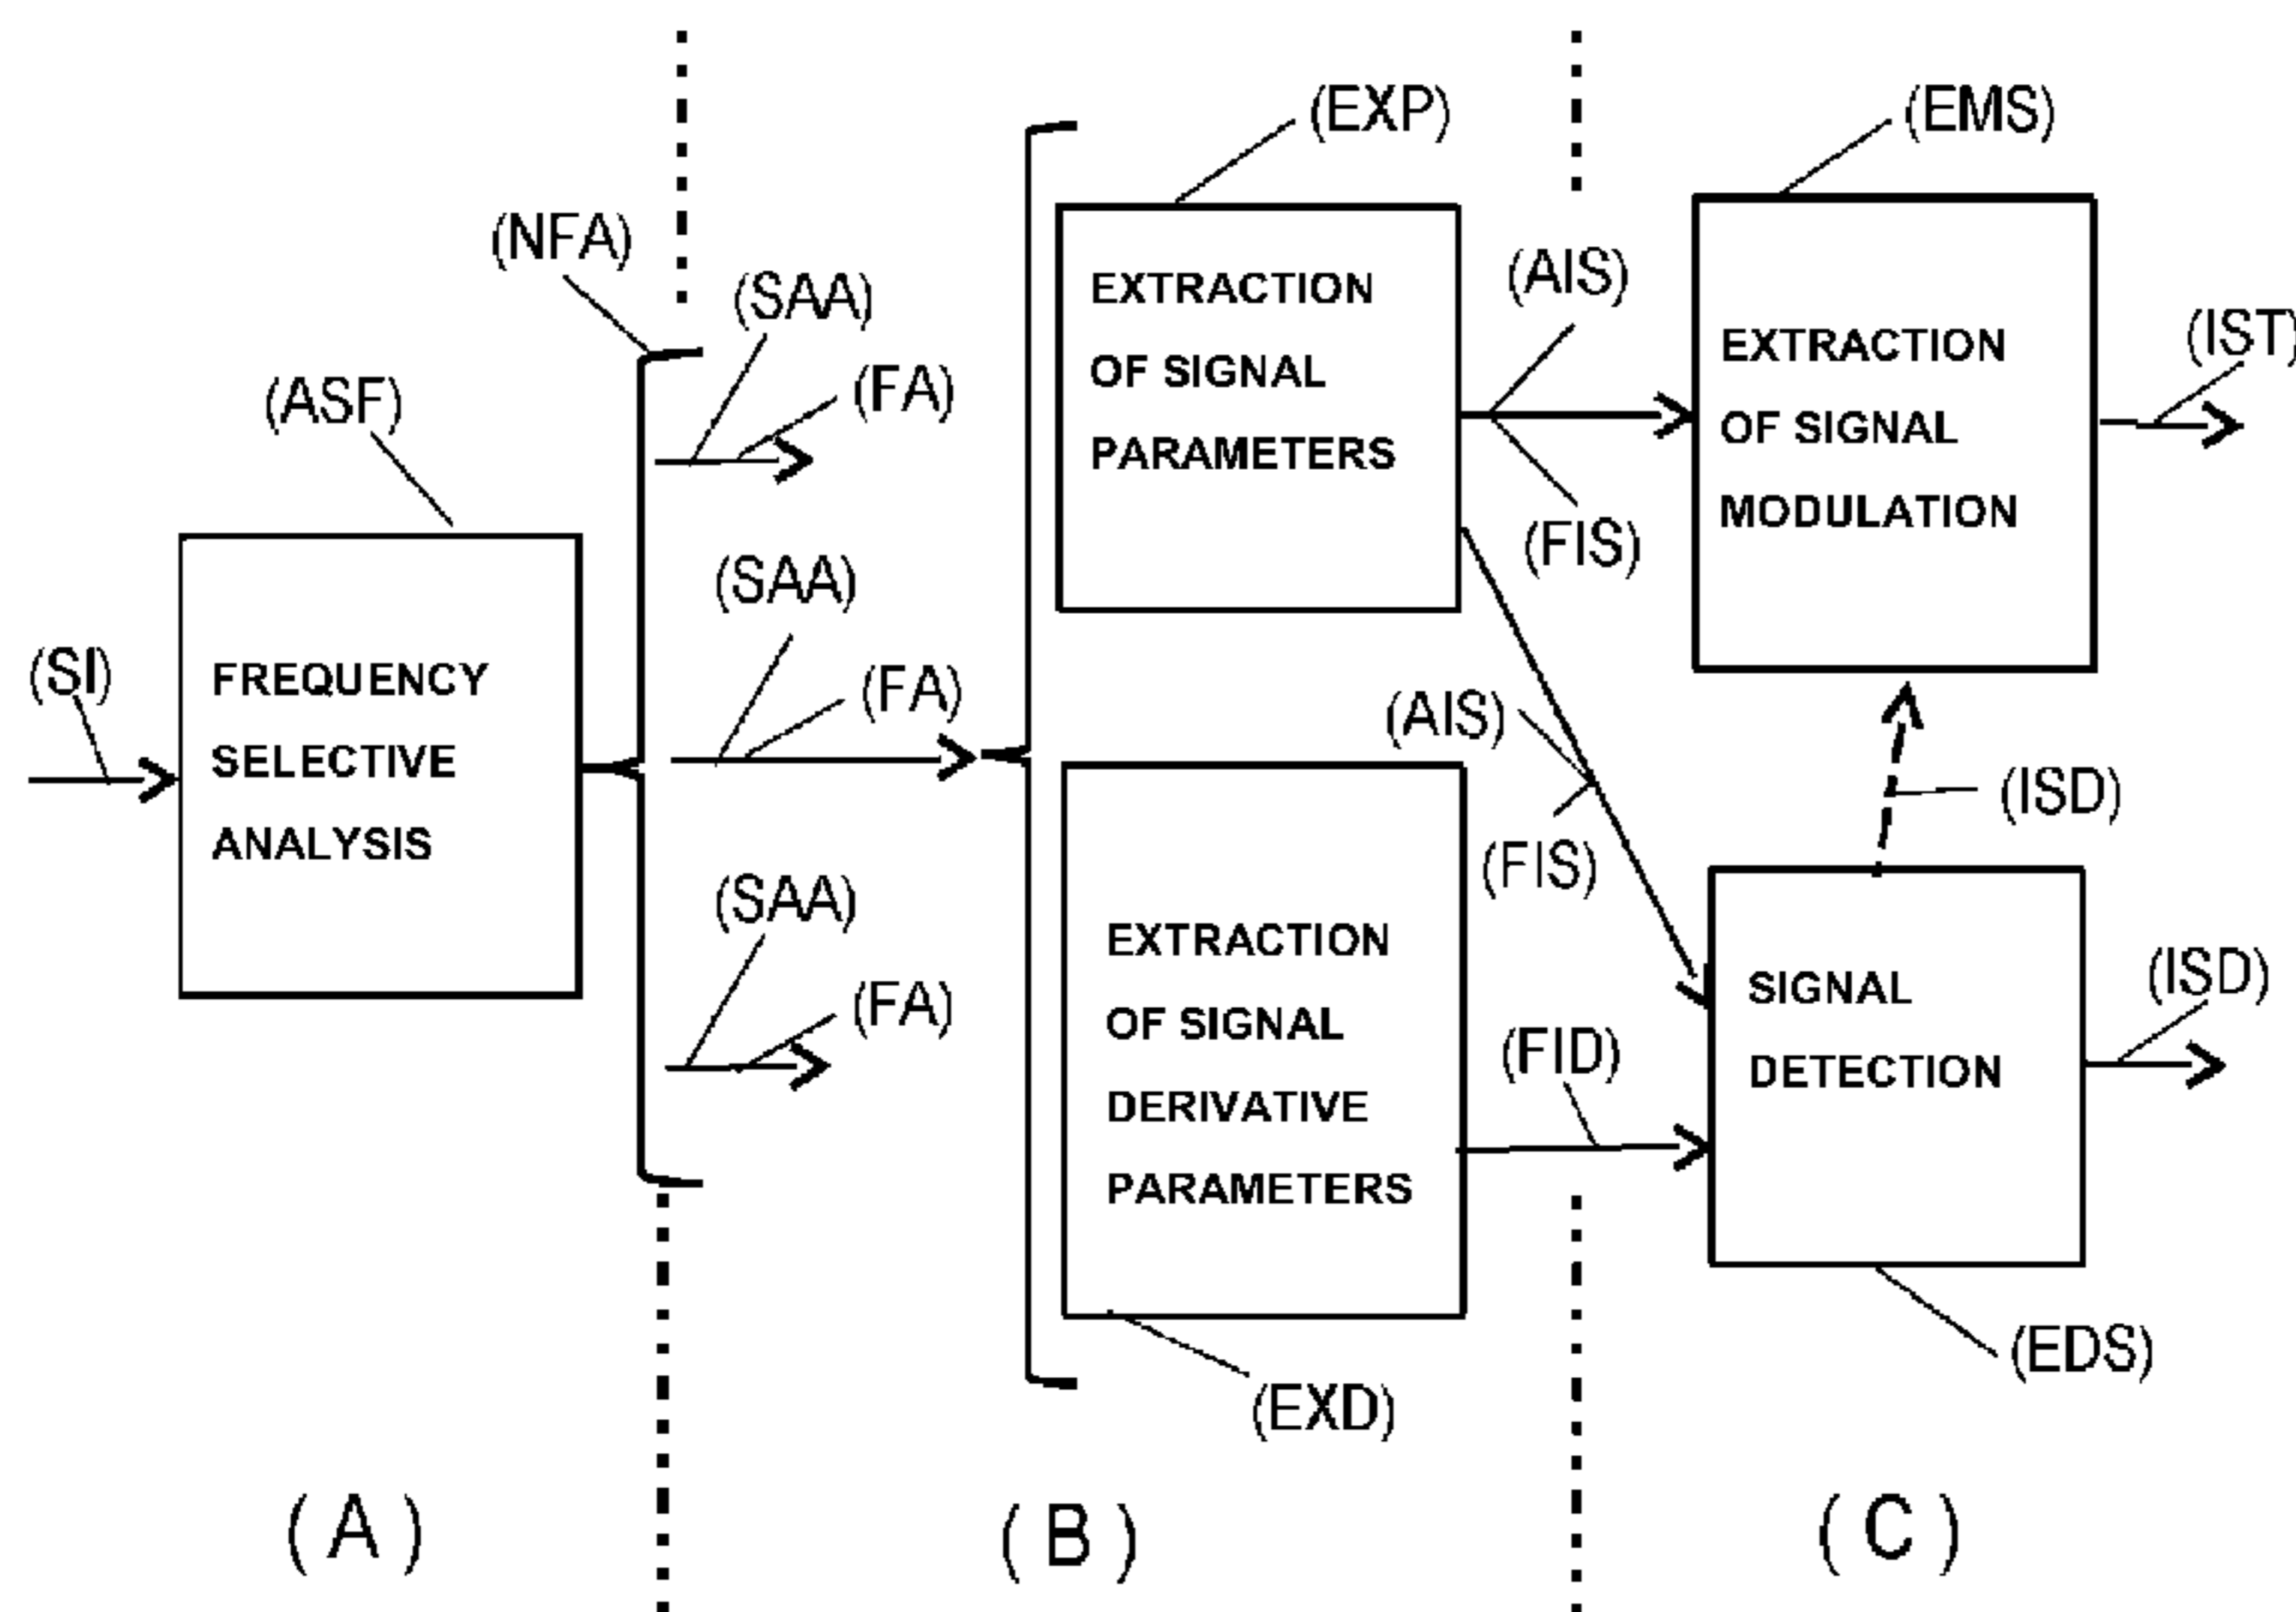 (EXP)
(EMS)
(NFA)
(SAA)
(FA)
(ASF)
EXTRACTION
OF SIGNAL
PARAMETERS
(AIS)
(FIS)
EXTRACTION
OF SIGNAL
MODULATION
(IST)
(SI)
FREQUENCY
SELECTIVE
ANALYSIS
(SAA)
(FA)
(AIS)
(FIS)
(ISD)
(SAA)
(FA)
EXTRACTION
OF SIGNAL
DERIVATIVE
PARAMETERS
(FID)
SIGNAL
DETECTION
(ISD)
(EXD)
(EDS)
( A )
( B )
( C )